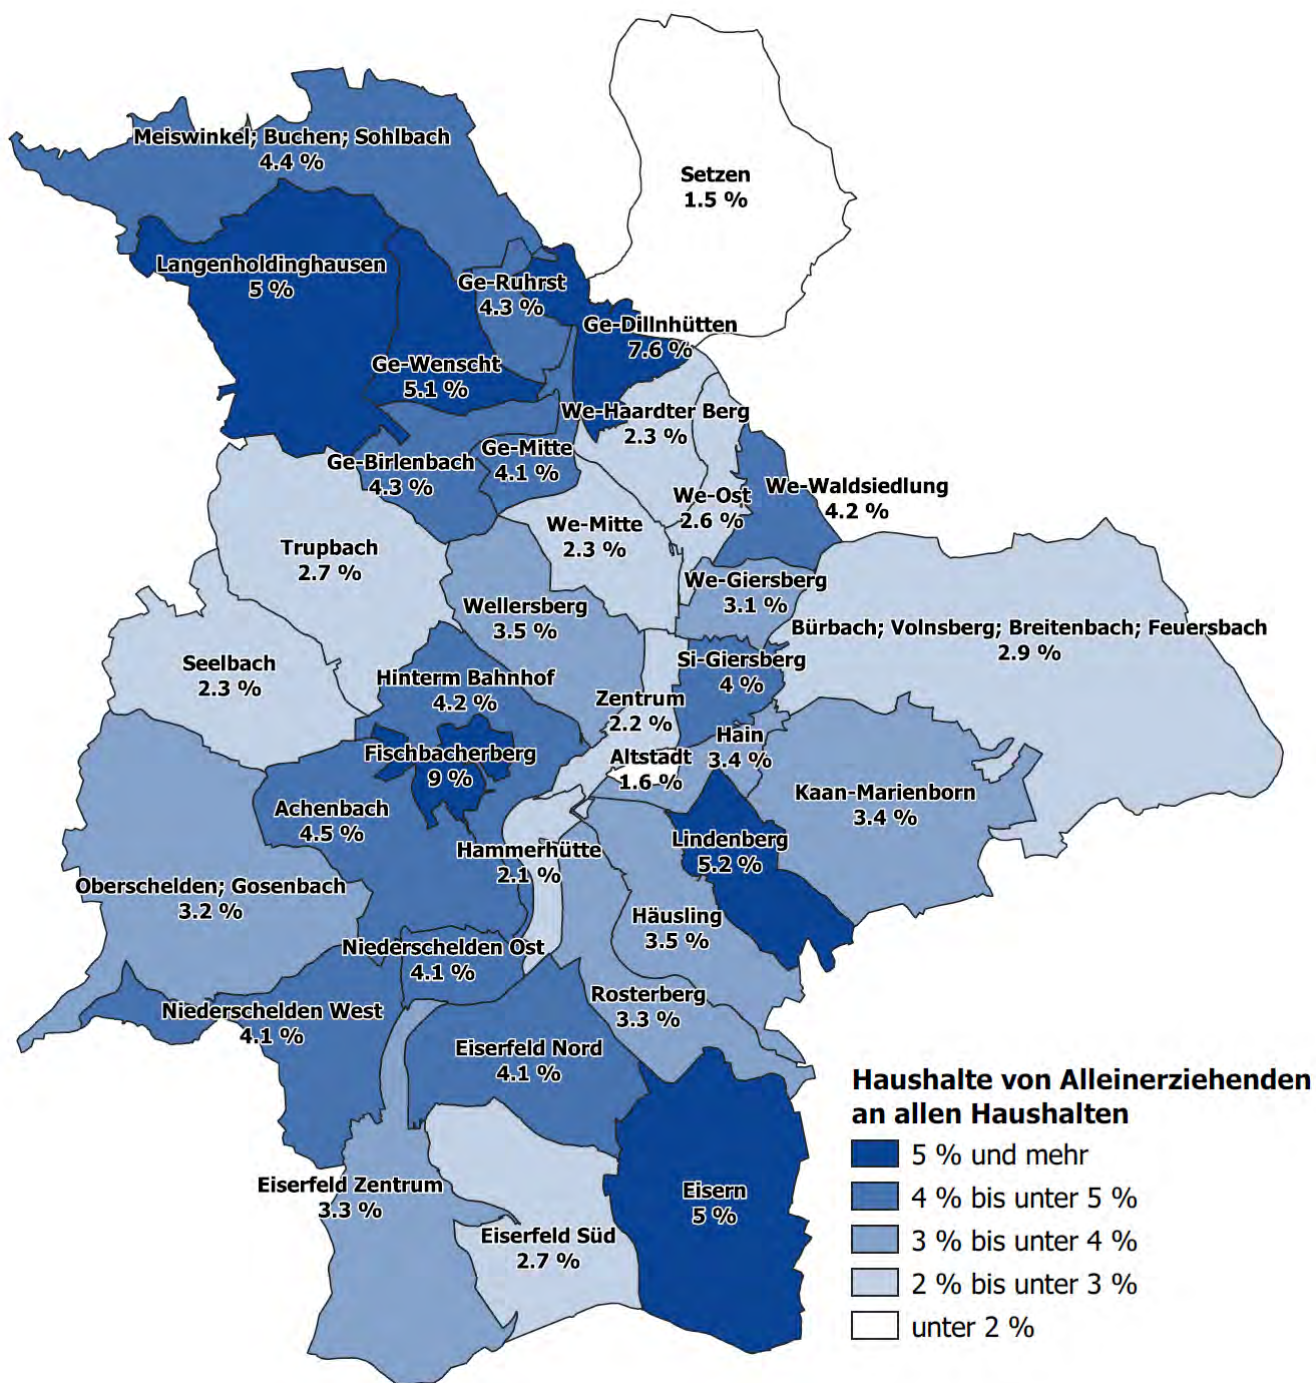 Meiswinkel; Buchen; Sohlbach
4.4 %
Setzen
1.5 %
Langenholdinghausen
5 %
Ge-Ruhrst
4.3 %
Ge-Dillnhütten
7.6 %
Ge-Wenscht
5.1 %
We-Haardter Berg
2.3 %
Ge-Birlenbach
4.3 %
Ge-Mitte
4.1 %
We-Ost
2.6 %
We-Waldsiedlung
4.2 %
We-Mitte
2.3 %
Trupbach
2.7 %
We-Giersberg
3.1 %
Wellersberg
3.5 %
Bürbach; Volnsberg; Breitenbach; Feuersbach
2.9 %
Seelbach
2.3 %
Hinterm Bahnhof
4.2 %
Si-Giersberg
4 %
Zentrum
2.2 %
Fischbacherberg
9 %
Altstadt
1.6 %
Hain
3.4 %
Kaan-Marienborn
3.4 %
Achenbach
4.5 %
Hammerhütte
2.1 %
Lindenberg
5.2 %
Oberschelden; Gosenbach
3.2 %
Häusling
3.5 %
Niederschelden Ost
4.1 %
Rosterberg
3.3 %
Niederschelden West
4.1 %
Eiserfeld Nord
4.1 %
Eiserfeld Zentrum
3.3 %
Eisern
5 %
Eiserfeld Süd
2.7 %
Haushalte von Alleinerziehenden
an allen Haushalten
5 % und mehr
4 % bis unter 5 %
3 % bis unter 4 %
2 % bis unter 3 %
unter 2 %